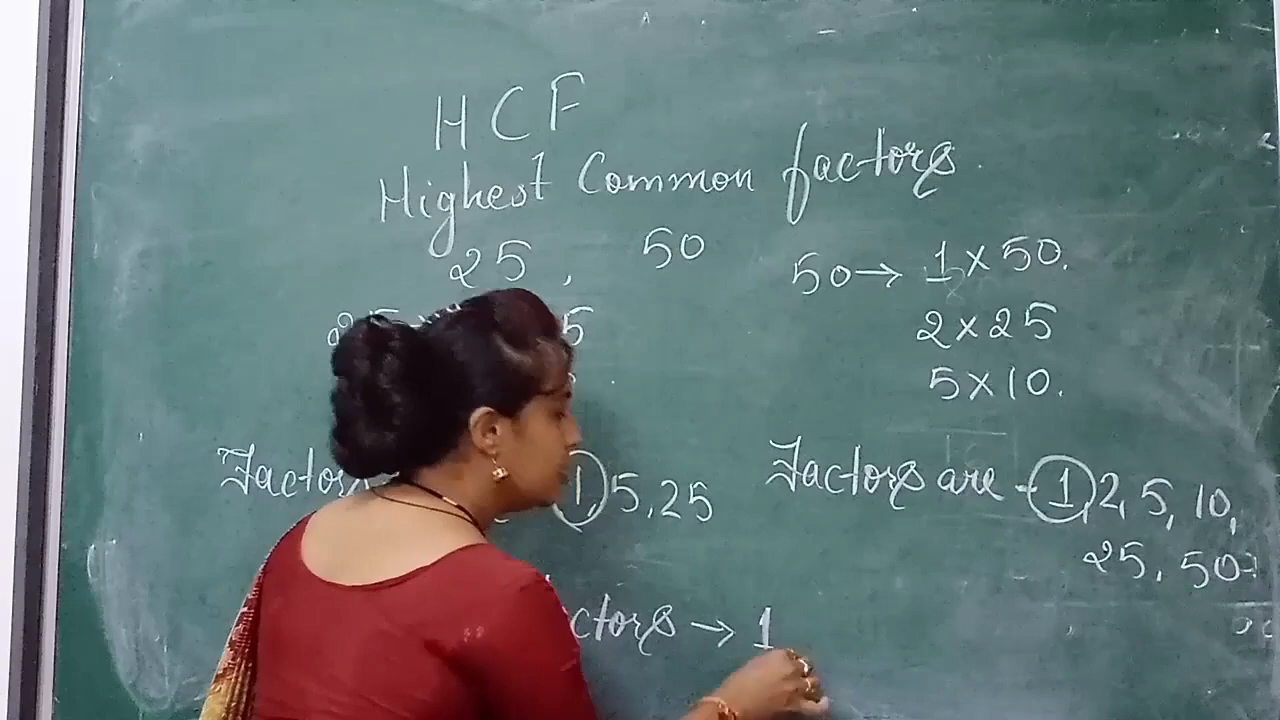 HCF
Highest Common factors
25, 50
50→ 1×50.
2×25
5×10.
Factors 1, 5, 25
Factors are - 1, 2, 5, 10,
25, 50
→ 1